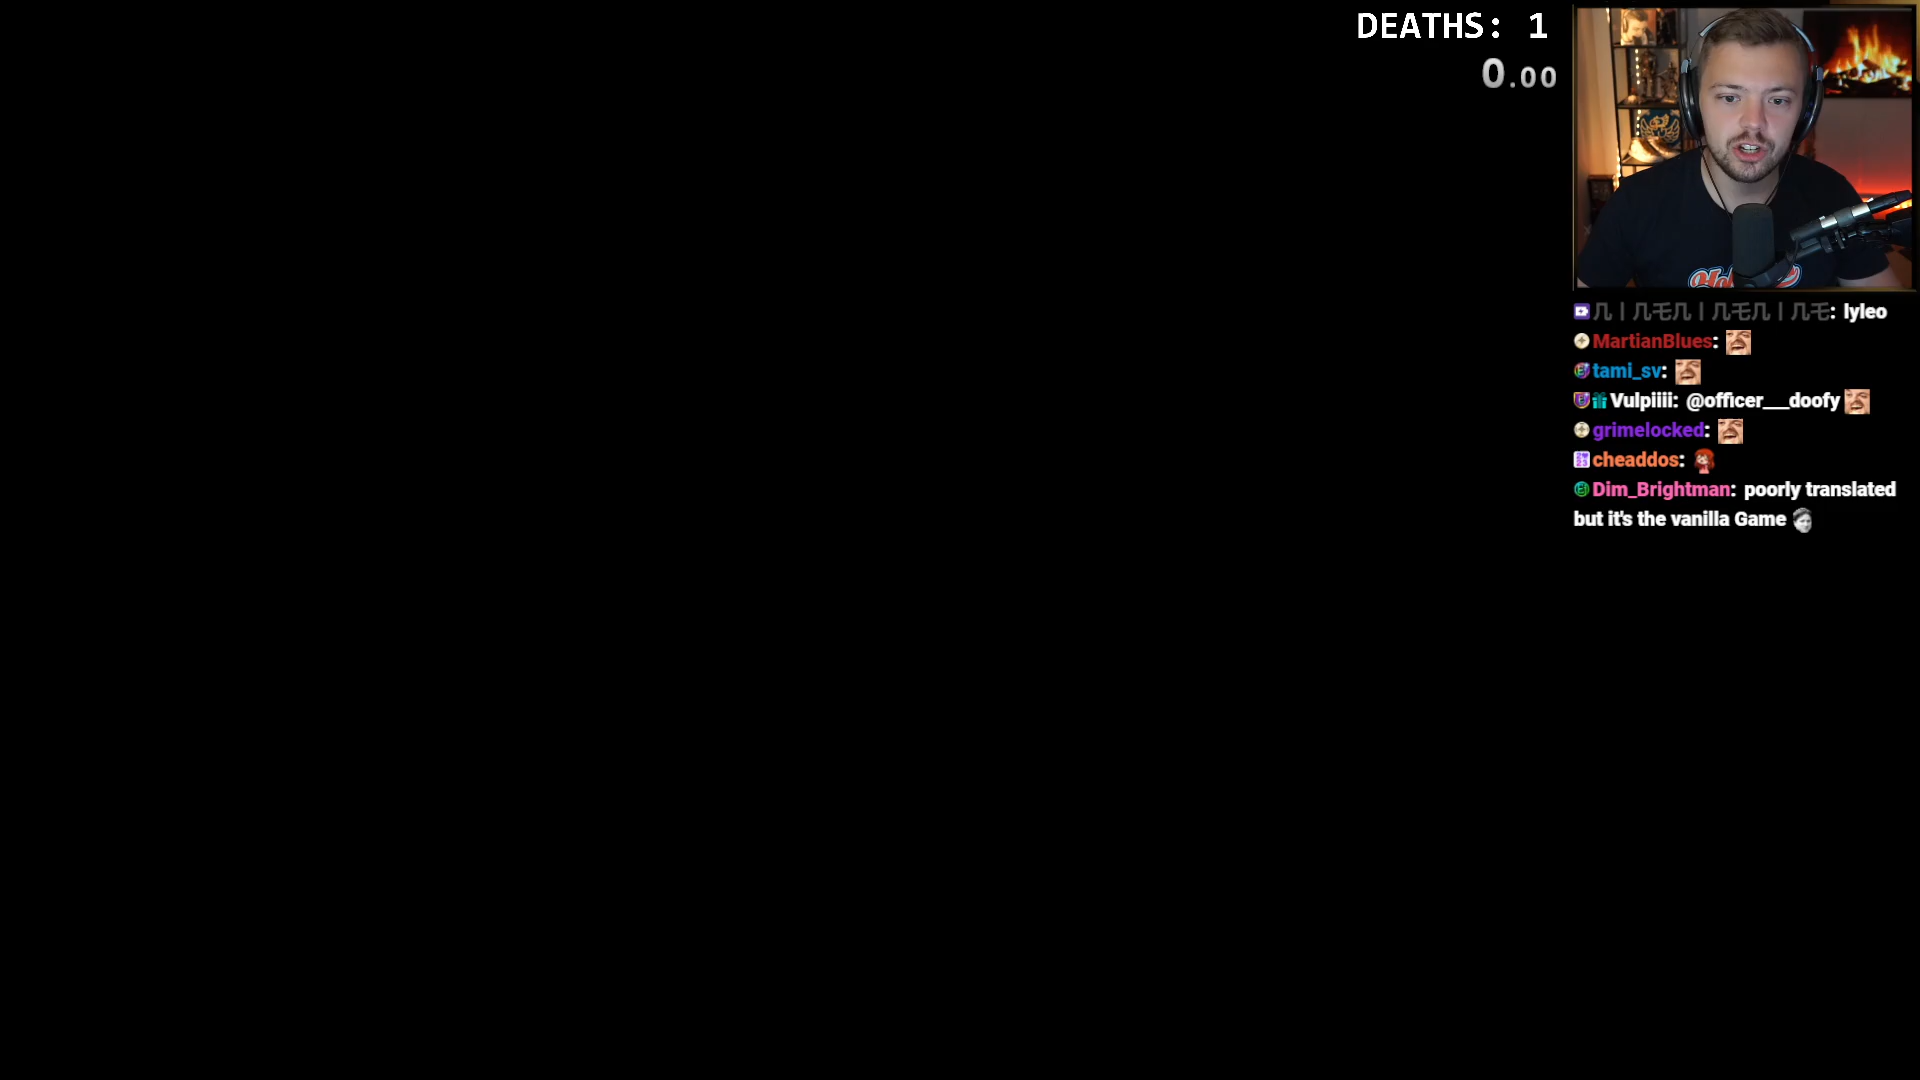 DEATHS: 1
0.00
几丨几乇几丨几乇几丨几乇: lyleo
MartianBlues:
tami_sv:
Vulpiiii: @officer___doofy
grimelocked:
cheaddos:
Dim_Brightman: poorly translated
but it's the vanilla Game